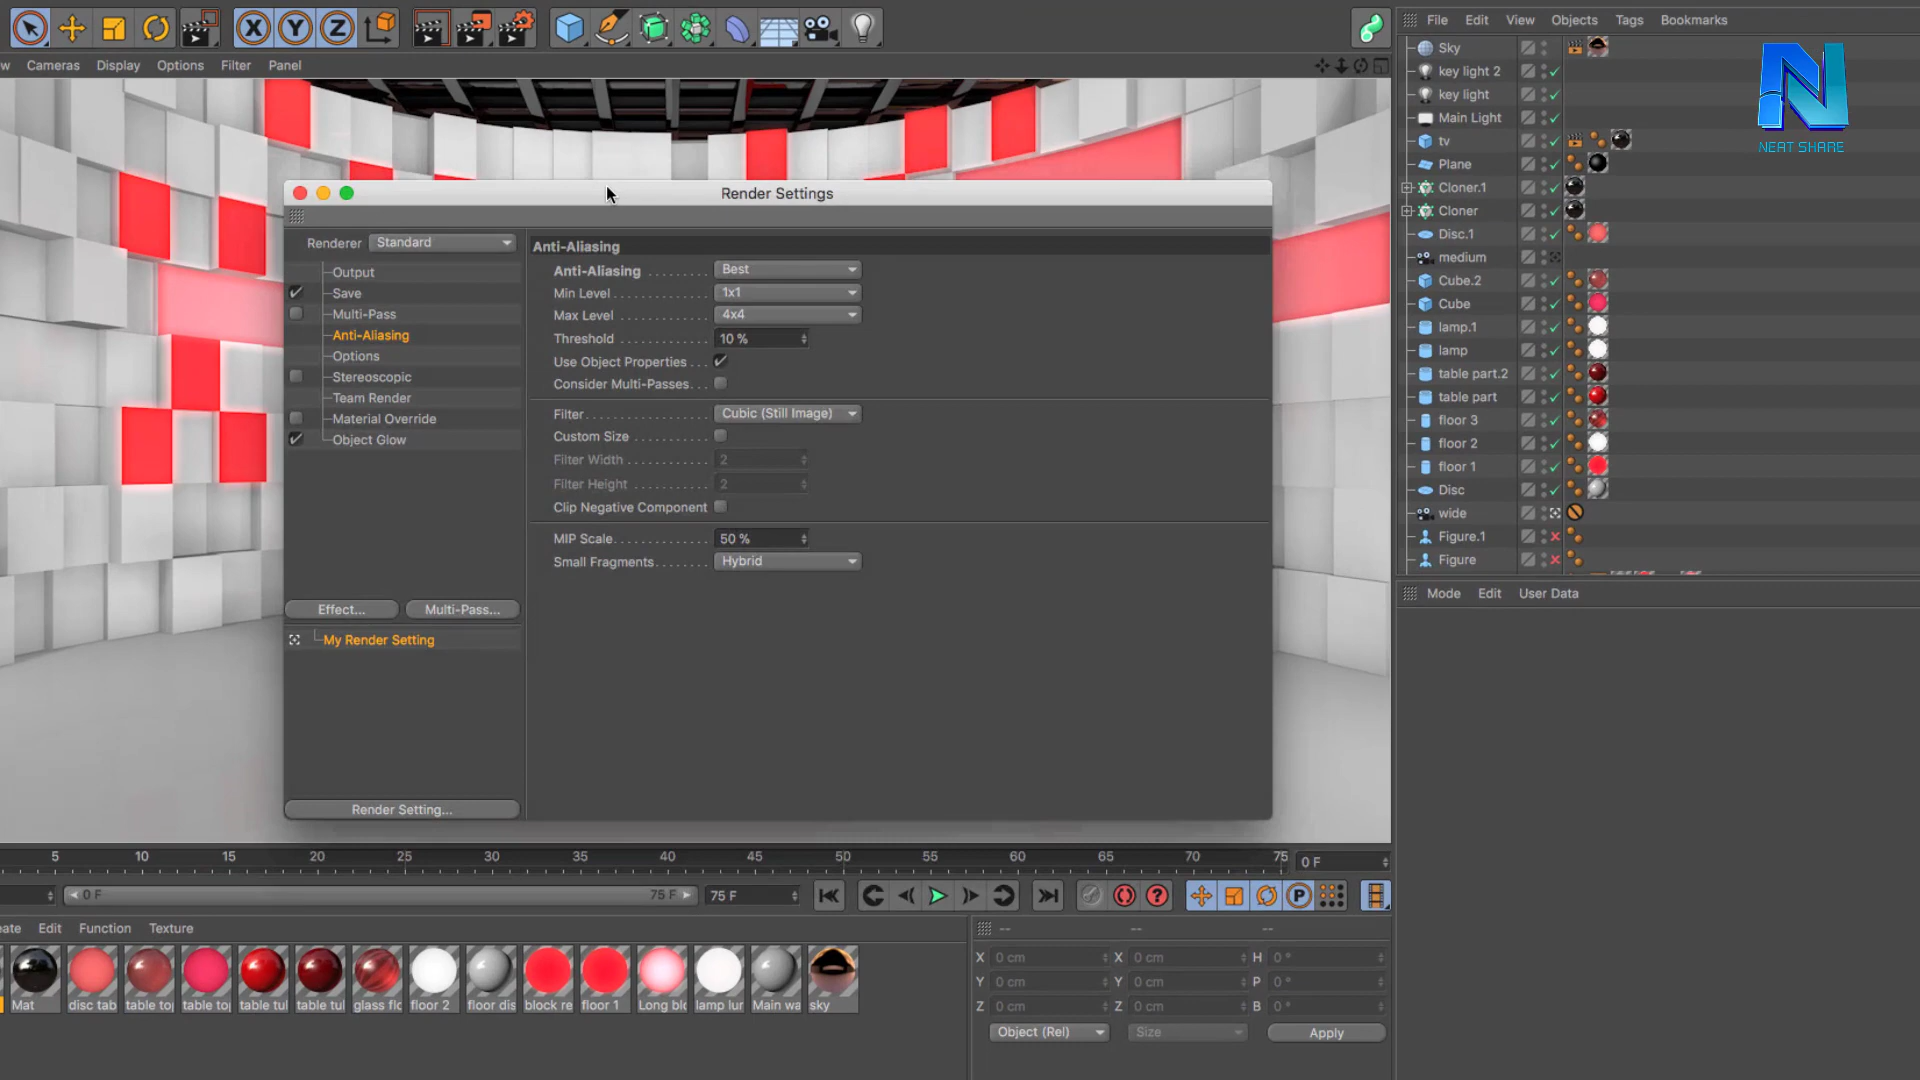 File Edit View Objects Tags Bookmarks
X Y Z
Cameras Display Options Filter Panel
Sky
key light 2
key light
Main Light
tv
Plane
Cloner.1
Cloner
Disc.1
medium
Cube.2
Cube
lamp.1
lamp
table part.2
table part
floor 3
floor 2
floor 1
Disc
wide
Figure.1
Figure
N
NEAT SHARE
Render Settings
Renderer Standard
Output
Save
Multi-Pass
Anti-Aliasing
Options
Stereoscopic
Team Render
Material Override
Object Glow
Effect... Multi-Pass...
My Render Setting
Render Setting...
Anti-Aliasing
Anti-Aliasing Best
Min Level 1x1
Max Level 4x4
Threshold 10 %
Use Object Properties
Consider Multi-Passes
Filter Cubic (Still Image)
Custom Size
Filter Width 2
Filter Height 2
Clip Negative Component
MIP Scale 50 %
Small Fragments Hybrid
Mode Edit User Data
5 10 15 20 25 30 35 40 45 50 55 60 65 70 75 0 F
0 F 75 F 75 F
? P
eate Edit Function Texture
Mat disc tab table to table to table tul table tul glass flo floor 2 floor dis block re floor 1 Long blo lamp lur Main wa sky
-- -- --
X 0 cm X 0 cm H 0 °
Y 0 cm Y 0 cm P 0 °
Z 0 cm Z 0 cm B 0 °
Object (Rel) Size Apply